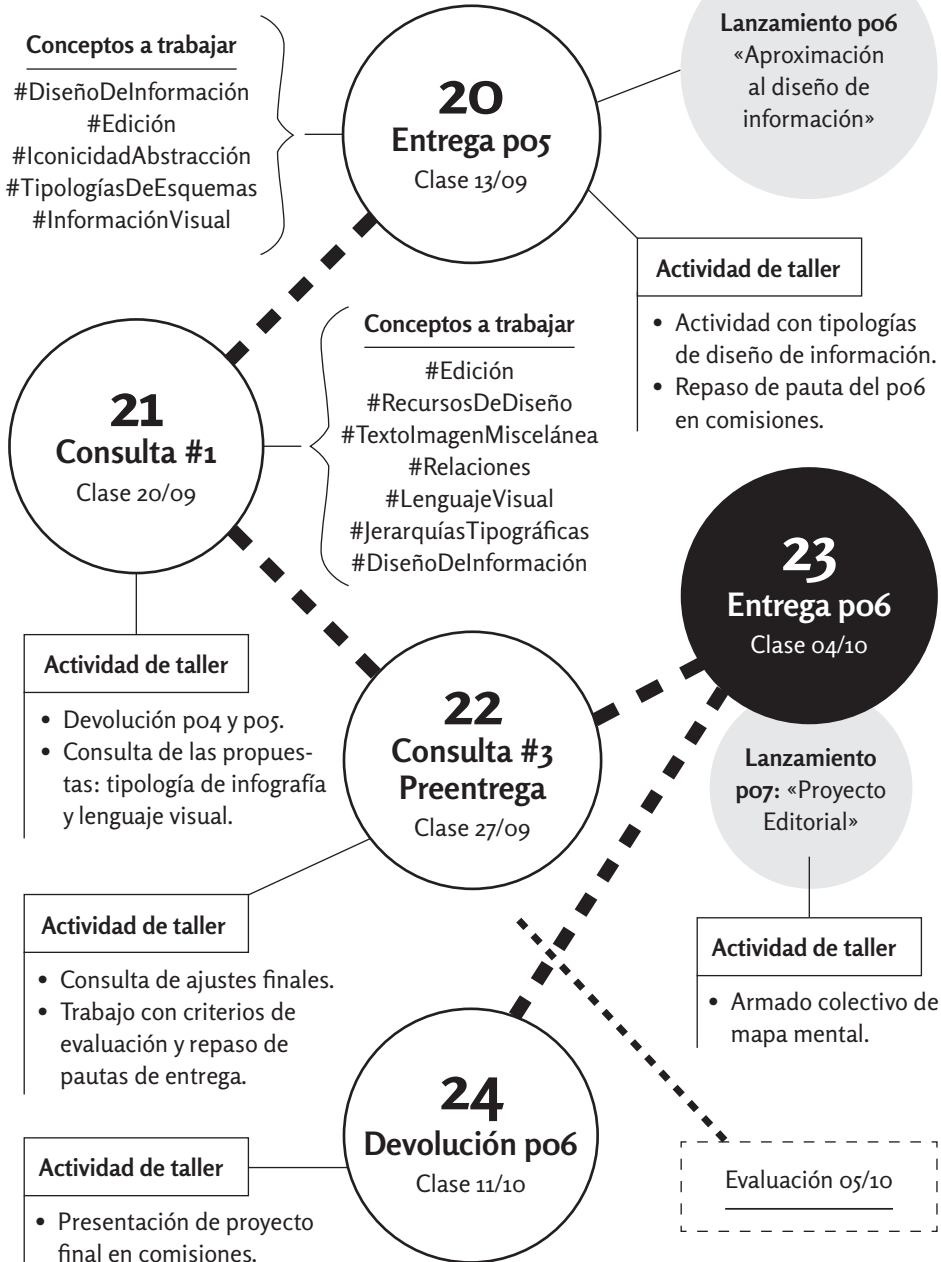 Conceptos a trabajar
#DiseñoDeInformación
#Edición
#IconicidadAbstracción
#TipologíasDeEsquemas
#InformaciónVisual
20
Entrega p05
Clase 13/09
Lanzamiento p06
«Aproximación
al diseño de
información»
Actividad de taller
• Actividad con tipologías
de diseño de información.
• Repaso de pauta del p06
en comisiones.
21
Consulta #1
Clase 20/09
Conceptos a trabajar
#Edición
#RecursosDeDiseño
#TextoImagenMiscelánea
#Relaciones
#LenguajeVisual
#JerarquíasTipográficas
#DiseñoDeInformación
Actividad de taller
• Devolución p04 y p05.
• Consulta de las propues-
tas: tipología de infografía
y lenguaje visual.
22
Consulta #3
Preentrega
Clase 27/09
Actividad de taller
• Consulta de ajustes finales.
• Trabajo con criterios de
evaluación y repaso de
pautas de entrega.
23
Entrega p06
Clase 04/10
Lanzamiento
p07: «Proyecto
Editorial»
Actividad de taller
• Armado colectivo de
mapa mental.
24
Devolución p06
Clase 11/10
Actividad de taller
• Presentación de proyecto
final en comisiones.
Evaluación 05/10